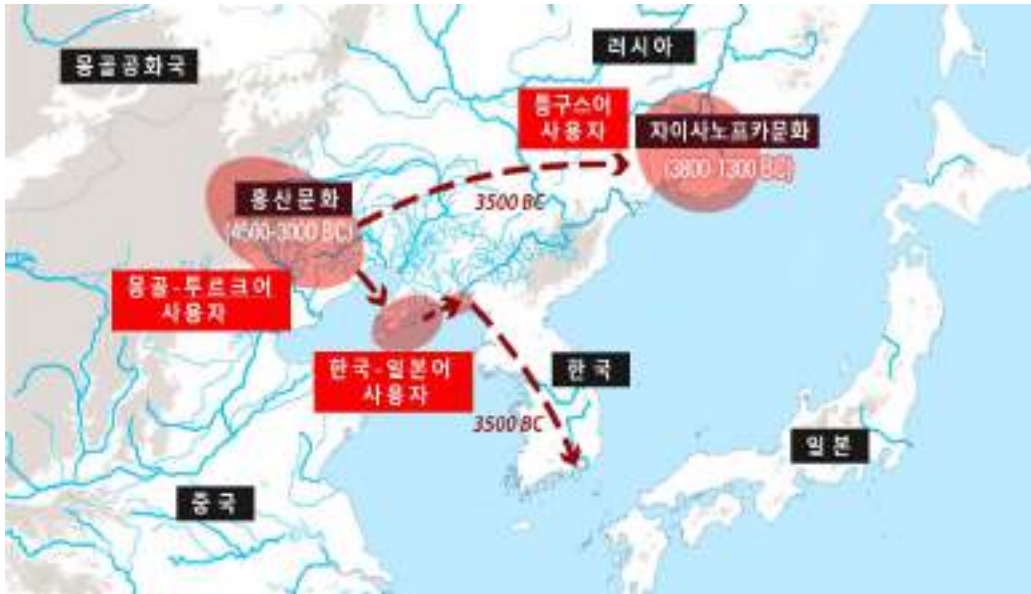 러시아
몽골공화국
퉁구스어
사용자
자이사노프카문화
(3800-1300 BC)
홍산문화
(4500-3000 BC)
3500 BC
몽골-투르크어
사용자
한국-일본어
사용자
한국
3500 BC
일본
중국